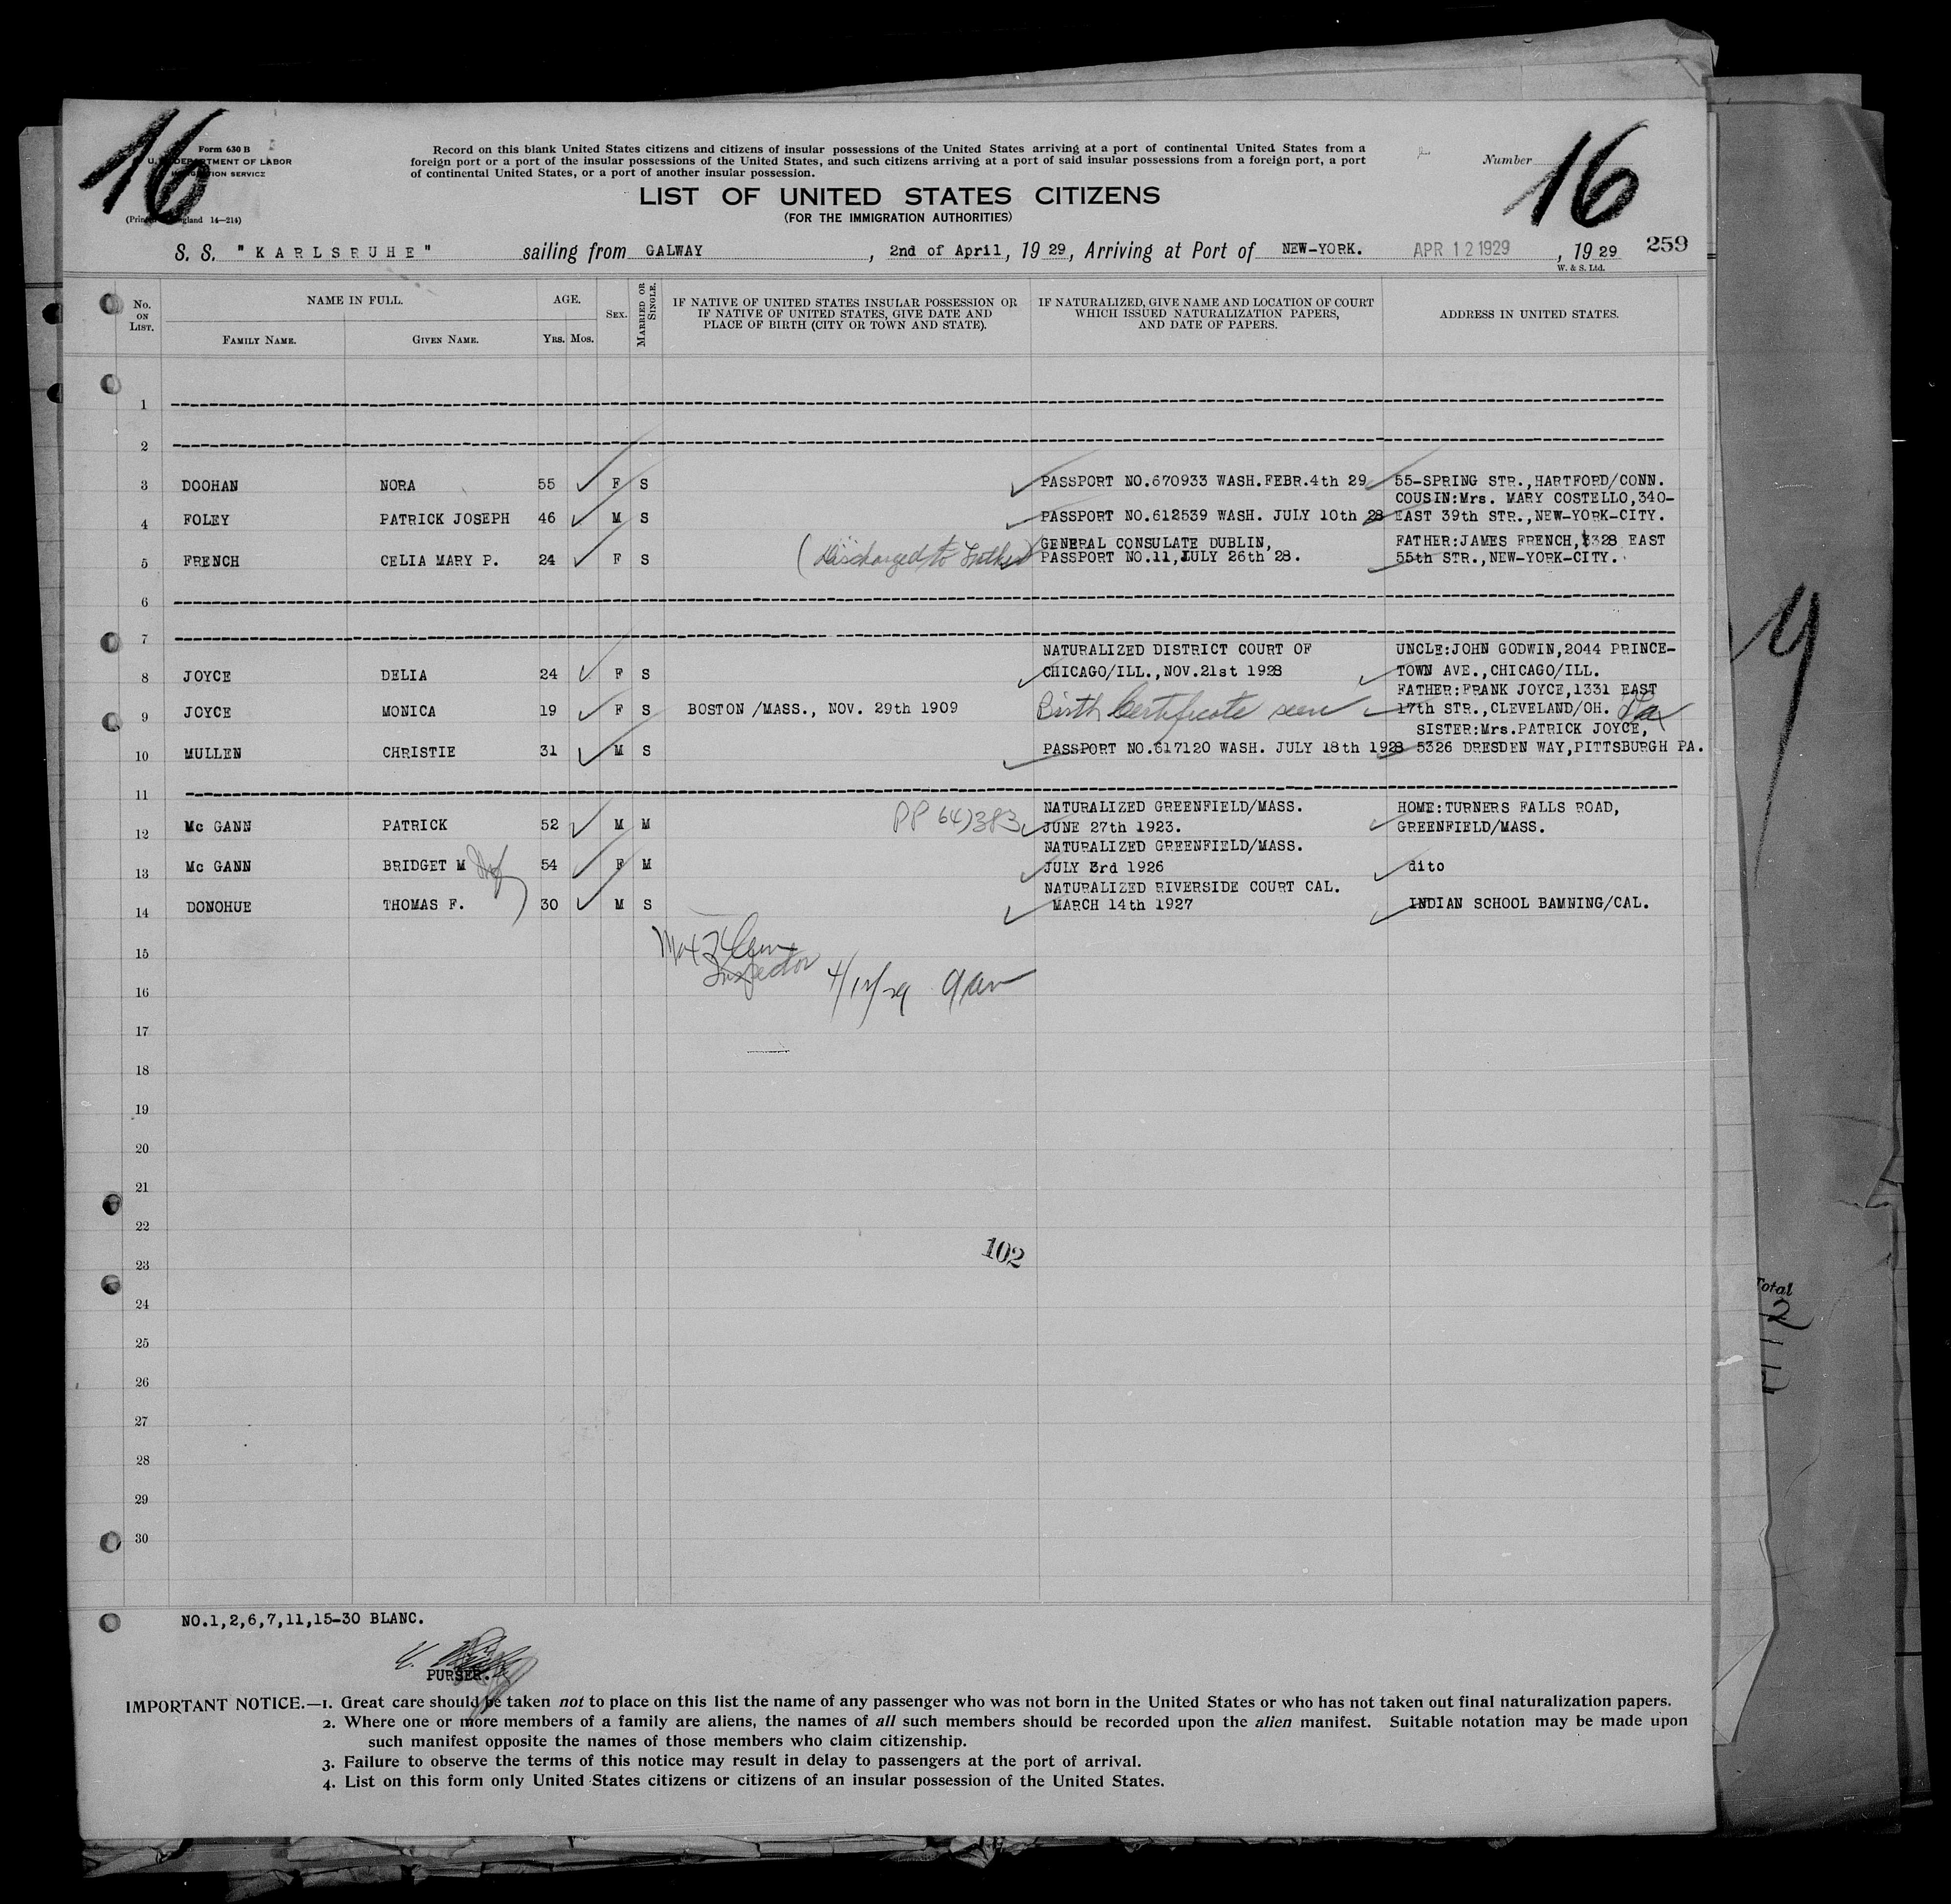 16
Form 630 B
U. S. DEPARTMENT OF LABOR
IMMIGRATION SERVICE
(Printed in England 14—214)
Record on this blank United States citizens and citizens of insular possessions of the United States arriving at a port of continental United States from a
foreign port or a port of the insular possessions of the United States, and such citizens arriving at a port of said insular possessions from a foreign port, a port
of continental United States, or a port of another insular possession.
Number
16
LIST OF UNITED STATES CITIZENS
(FOR THE IMMIGRATION AUTHORITIES)
S. S. "KARLSRUHE" sailing from GALWAY, 2nd of April, 19 29, Arriving at Port of NEW-YORK. APR 12 1929, 19 29 259
W. & S. Ltd.
No. ON LIST.
NAME IN FULL.
FAMILY NAME. GIVEN NAME.
AGE.
YRS. MOS.
SEX.
MARRIED OR SINGLE.
IF NATIVE OF UNITED STATES INSULAR POSSESSION OR
IF NATIVE OF UNITED STATES, GIVE DATE AND
PLACE OF BIRTH (CITY OR TOWN AND STATE).
IF NATURALIZED, GIVE NAME AND LOCATION OF COURT
WHICH ISSUED NATURALIZATION PAPERS,
AND DATE OF PAPERS.
ADDRESS IN UNITED STATES.
1
2
3 DOOHAN NORA 55 F S PASSPORT NO.670933 WASH.FEBR.4th 29 55-SPRING STR.,HARTFORD/CONN.
COUSIN:Mrs. MARY COSTELLO,340-
4 FOLEY PATRICK JOSEPH 46 M S PASSPORT NO.612539 WASH. JULY 10th 28 EAST 39th STR.,NEW-YORK-CITY.
GENERAL CONSULATE DUBLIN, FATHER:JAMES FRENCH, 328 EAST
5 FRENCH CELIA MARY P. 24 F S (Discharged to Father) PASSPORT NO.11,JULY 26th 28. 55th STR.,NEW-YORK-CITY.
6
7
NATURALIZED DISTRICT COURT OF UNCLE:JOHN GODWIN,2044 PRINCE-
8 JOYCE DELIA 24 F S CHICAGO/ILL.,NOV.21st 1928 TOWN AVE.,CHICAGO/ILL.
FATHER:FRANK JOYCE,1331 EAST
9 JOYCE MONICA 19 F S BOSTON /MASS., NOV. 29th 1909 Birth Certificate seen 17th STR.,CLEVELAND/OH.
SISTER:Mrs.PATRICK JOYCE,
10 MULLEN CHRISTIE 31 M S PASSPORT NO.617120 WASH. JULY 18th 1928 5326 DRESDEN WAY,PITTSBURGH PA.
11
NATURALIZED GREENFIELD/MASS. HOME:TURNERS FALLS ROAD,
12 Mc GANN PATRICK 52 M M PP 647383 JUNE 27th 1923. GREENFIELD/MASS.
NATURALIZED GREENFIELD/MASS.
13 Mc GANN BRIDGET M 54 F M JULY 3rd 1926 dito
NATURALIZED RIVERSIDE COURT CAL.
14 DONOHUE THOMAS F. 30 M S MARCH 14th 1927 INDIAN SCHOOL BAMNING/CAL.
15
Inspector 4/12/29 9 am
16
17
18
19
20
21
22
102
23
24
25
26
27
28
29
30
NO.1,2,6,7,11,15-30 BLANC.
PURSER.
IMPORTANT NOTICE.—1. Great care should be taken not to place on this list the name of any passenger who was not born in the United States or who has not taken out final naturalization papers.
2. Where one or more members of a family are aliens, the names of all such members should be recorded upon the alien manifest. Suitable notation may be made upon
such manifest opposite the names of those members who claim citizenship.
3. Failure to observe the terms of this notice may result in delay to passengers at the port of arrival.
4. List on this form only United States citizens or citizens of an insular possession of the United States.
Total